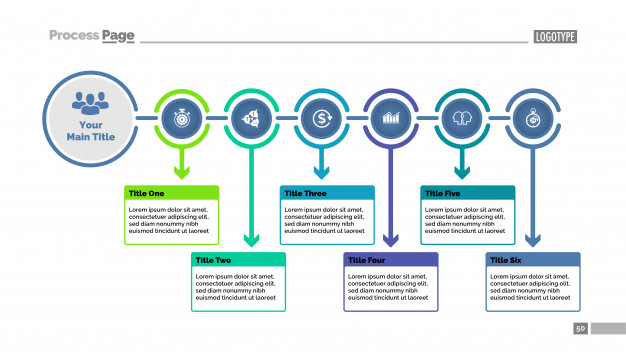 Process Page
LOGOTYPE
Your
Main Title
Title One
Lorem ipsum dolor sit amet,
consectetuer adipiscing elit,
sed diam nonummy nibh
euismod tincidunt ut laoreet
Title Two
Lorem ipsum dolor sit amet,
consectetuer adipiscing elit,
sed diam nonummy nibh
euismod tincidunt ut laoreet
Title Three
Lorem ipsum dolor sit amet,
consectetuer adipiscing elit,
sed diam nonummy nibh
euismod tincidunt ut laoreet
Title Four
Lorem ipsum dolor sit amet,
consectetuer adipiscing elit,
sed diam nonummy nibh
euismod tincidunt ut laoreet
Title Five
Lorem ipsum dolor sit amet,
consectetuer adipiscing elit,
sed diam nonummy nibh
euismod tincidunt ut laoreet
Title Six
Lorem ipsum dolor sit amet,
consectetuer adipiscing elit,
sed diam nonummy nibh
euismod tincidunt ut laoreet
50